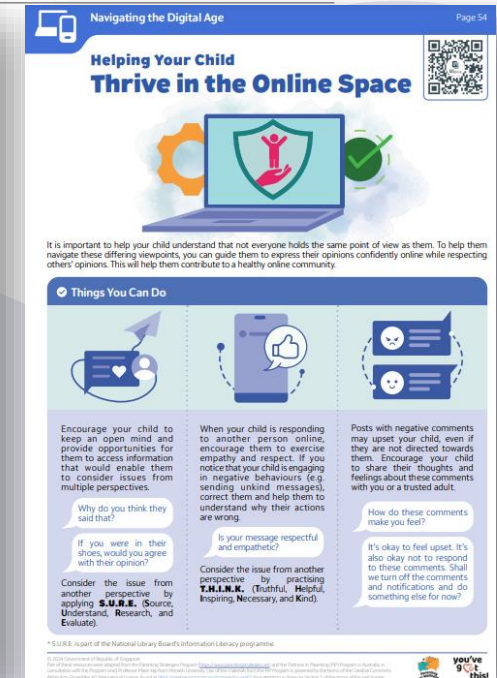 Navigating the Digital Age
Page 54
Helping Your Child
Thrive in the Online Space
It is important to help your child understand that not everyone holds the same point of view as them. To help them
navigate these differing viewpoints, you can guide them to express their opinions confidently online while respecting
others' opinions. This will help them contribute to a healthy online community.
Things You Can Do
Encourage your child to
keep an open mind and
provide opportunities for
them to access information
that would enable them
to consider issues from
multiple perspectives.
Why do you think they
said that?
If you were in their
shoes, would you agree
with their opinion?
Consider the issue from
another perspective by
applying S.U.R.E. (Source,
Understand, Research, and
Evaluate).
When your child is responding
to another person online,
encourage them to exercise
empathy and respect. If you
notice that your child is engaging
in negative behaviours (e.g.
sending unkind messages),
correct them and help them to
understand why their actions
are wrong.
Is your message respectful
and empathetic?
Consider the issue from another
perspective by practising
T.H.I.N.K. (Truthful, Helpful,
Inspiring, Necessary, and Kind).
Posts with negative comments
may upset your child, even if
they are not directed towards
them. Encourage your child
to share their thoughts and
feelings about these comments
with you or a trusted adult.
How do these comments
make you feel?
It's okay to feel upset. It's
also okay not to respond
to these comments. Shall
we turn off the comments
and notifications and do
something else for now?
* S.U.R.E. is part of the National Library Board's Information Literacy programme.
© 2024 Government of Republic of Singapore
you've
got
this!